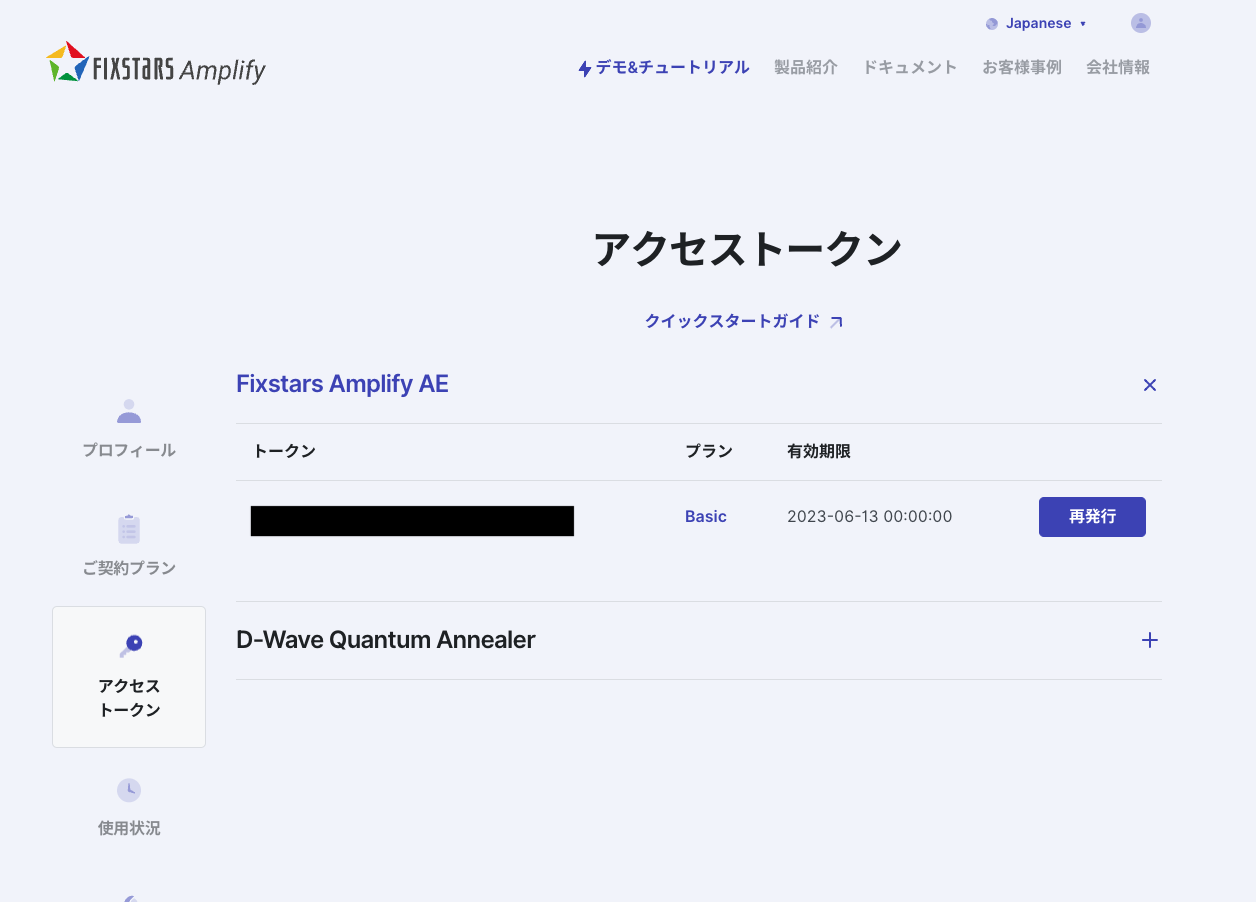 Japanese ▼
FIXSTARS Amplify
デモ&チュートリアル 製品紹介 ドキュメント お客様事例 会社情報
アクセストークン
クイックスタートガイド
Fixstars Amplify AE
トークン プラン 有効期限
Basic 2023-06-13 00:00:00 再発行
D-Wave Quantum Annealer
プロフィール
ご契約プラン
アクセス
トークン
使用状況